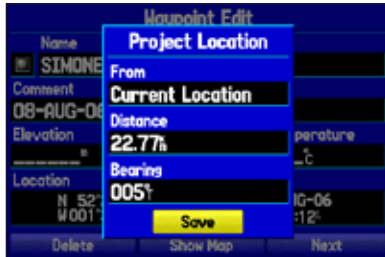 Waypoint Edit
Name
SIMONE
Project Location
From
Current Location
Distance
22.77
Bearing
005
Save
Comment
08-AUG-06
Elevation
perature
Location
N 52°
W001°
G-06
:12
Delete
Show Map
Next